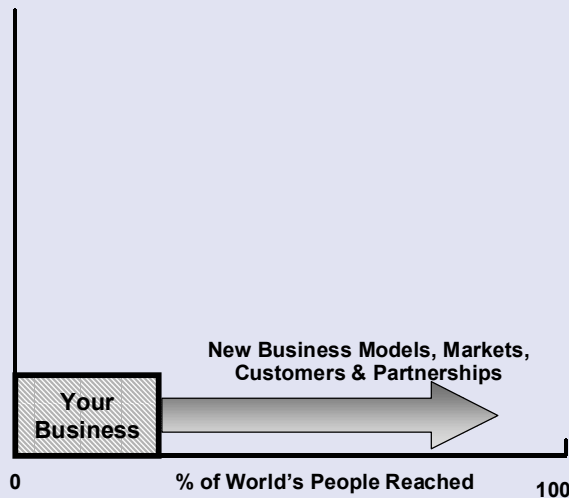 New Business Models, Markets,
Customers & Partnerships
Your
Business
0
% of World's People Reached
100